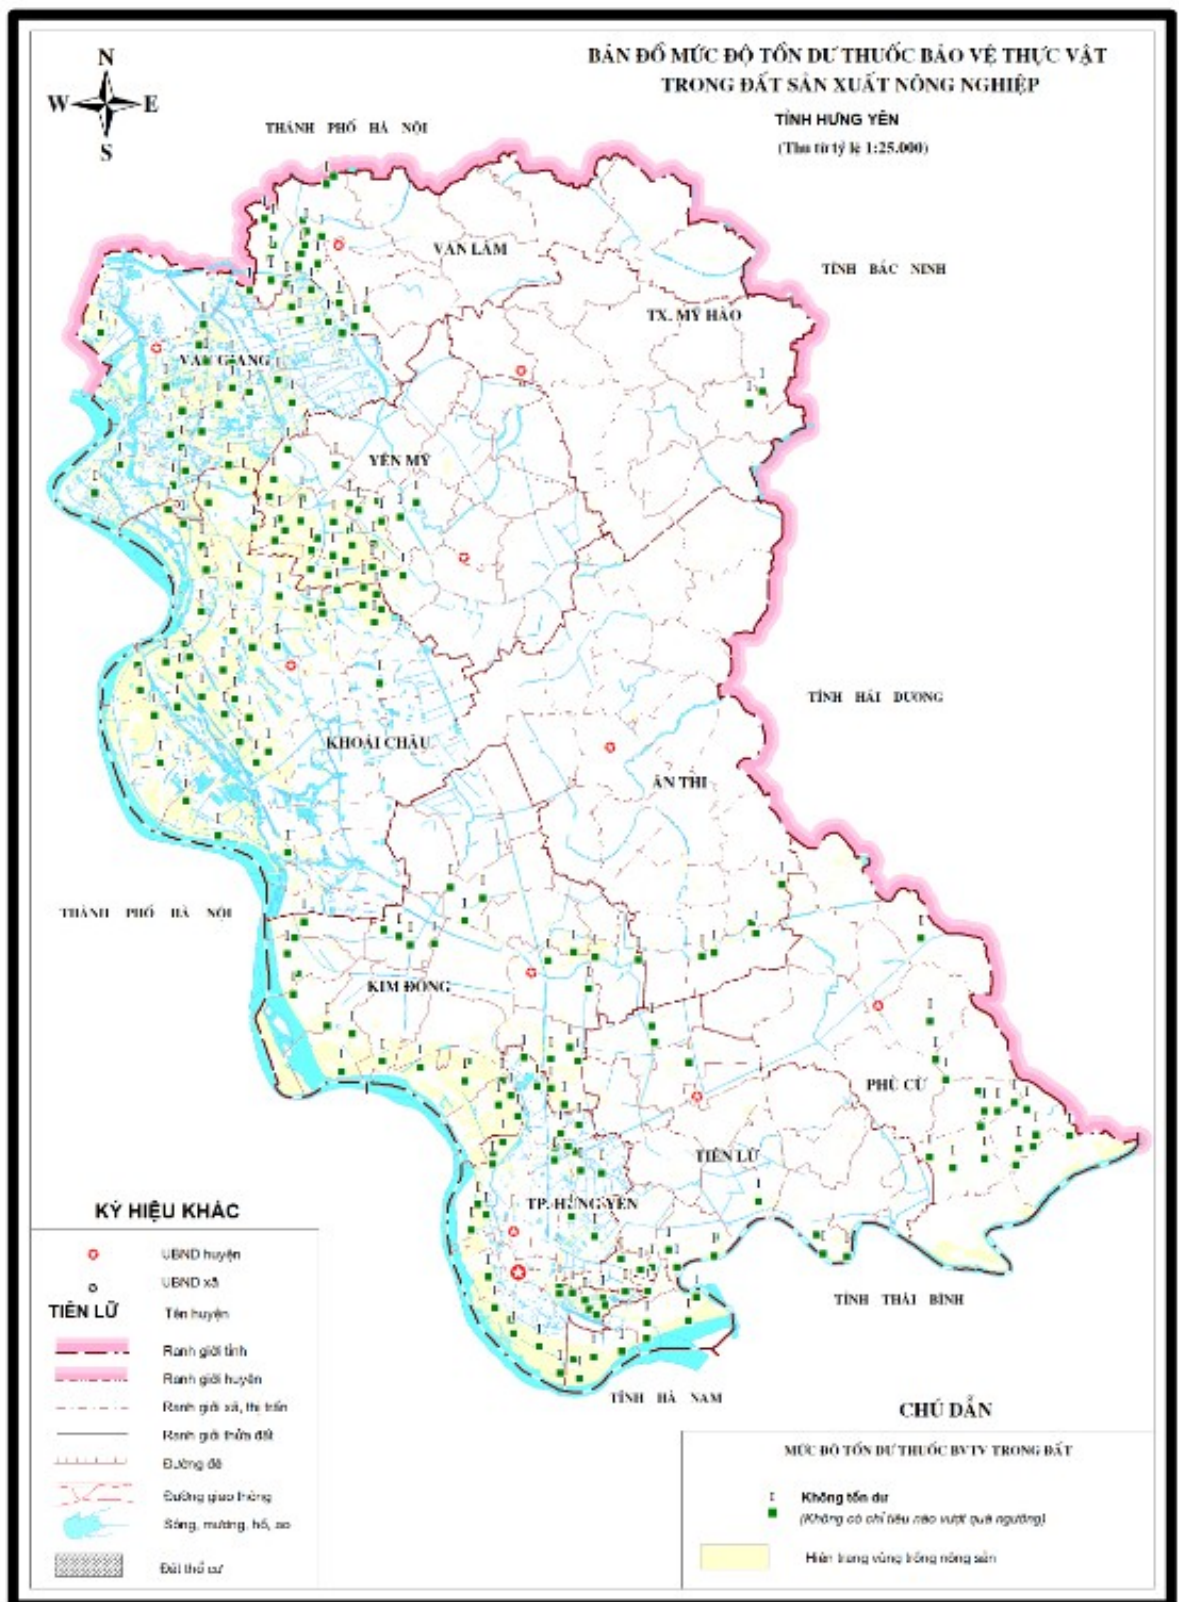 BẢN ĐỒ MỨC ĐỘ TỒN DƯ THUỐC BẢO VỆ THỰC VẬT
TRONG ĐẤT SẢN XUẤT NÔNG NGHIỆP
TỈNH HƯNG YÊN
(Thu từ tỷ lệ 1:25.000)
N
W
E
S
THÀNH PHỐ HÀ NỘI
VĂN LÂM
TỈNH BẮC NINH
TX. MỸ HÀO
VĂN GIANG
YÊN MỸ
TỈNH HẢI DƯƠNG
KHOÁI CHÂU
ÂN THI
THÀNH PHỐ HÀ NỘI
KIM ĐỘNG
PHÙ CỪ
TIÊN LỮ
TP. HƯNG YÊN
TỈNH THÁI BÌNH
TỈNH HÀ NAM
KÝ HIỆU KHÁC
UBND huyện
UBND xã
TIÊN LỮ
Tên huyện
Ranh giới tỉnh
Ranh giới huyện
Ranh giới xã, thị trấn
Ranh giới thửa đất
Đường đê
Đường giao thông
Sông, mương, hồ, ao
Đất thổ cư
CHÚ DẪN
MỨC ĐỘ TỒN DƯ THUỐC BVTV TRONG ĐẤT
I Không tồn dư
(Không có chỉ tiêu nào vượt quá ngưỡng)
Hiện trạng vùng trồng nông sản